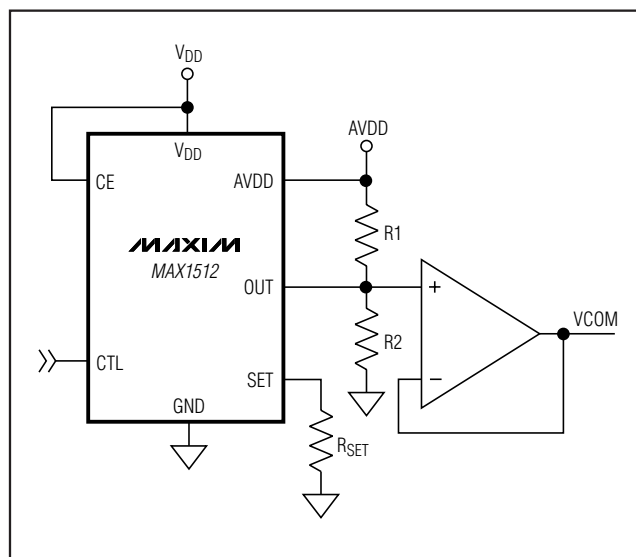 VDD
AVDD
VDD
CE
AVDD
R1
MAXIM
MAX1512
OUT
+
VCOM
R2
CTL
−
SET
GND
RSET